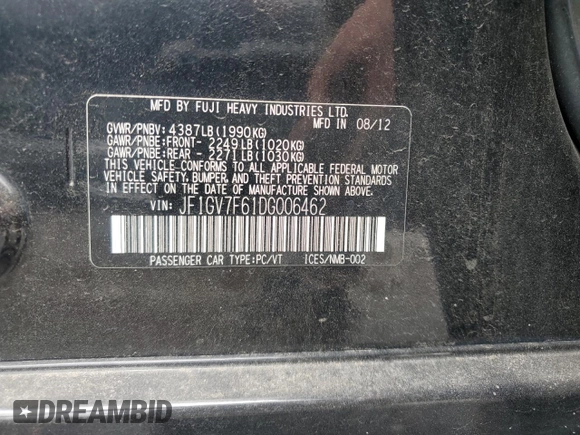 MFD BY FUJI HEAVY INDUSTRIES LTD.
MFD IN 08/12
GVWR/PNBV: 4387LB(1990KG)
GAWR/PNBE:FRONT- 2249LB(1020KG)
GAWR/PNBE:REAR - 2271LB(1030KG)
THIS VEHICLE CONFORMS TO ALL APPLICABLE FEDERAL MOTOR
VEHICLE SAFETY,BUMPER,AND THEFT PREVENTION STANDARDS
IN EFFECT ON THE DATE OF MANUFACTURE SHOWN ABOVE.
VIN: JF1GV7F61DG006462
PASSENGER CAR TYPE:PC/VT ICES/NMB-002
DREAMBID